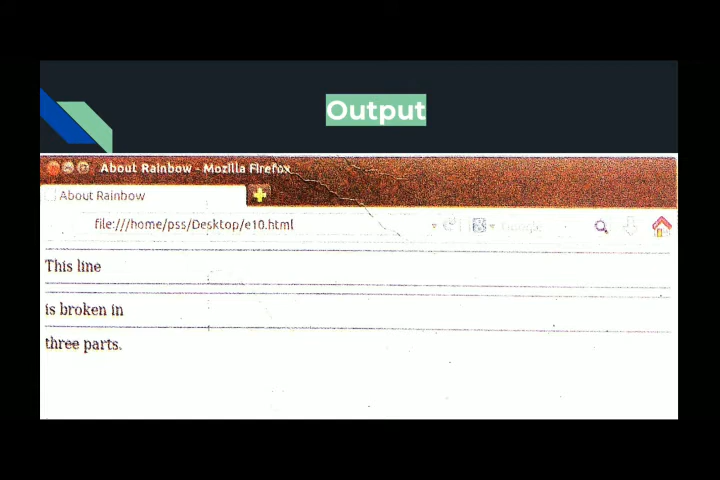 Output
About Rainbow - Mozilla Firefox
About Rainbow
file:///home/pss/Desktop/e10.html
Google
This line
is broken in
three parts.